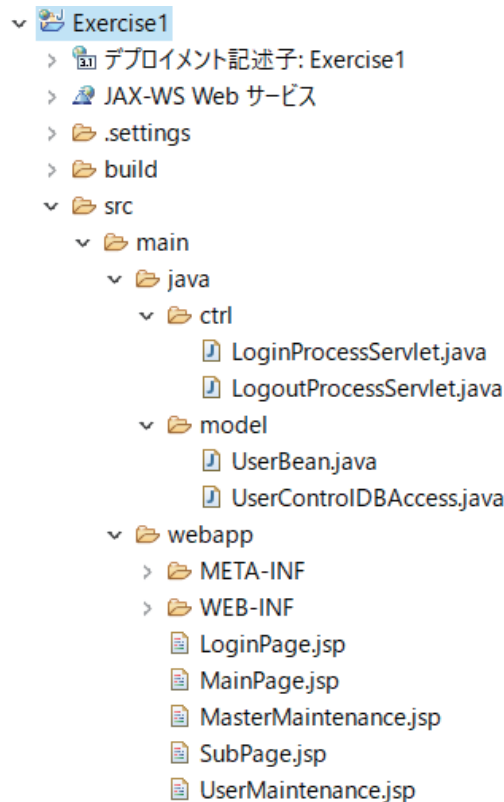 Exercise1
デプロイメント記述子: Exercise1
JAX-WS Web サービス
.settings
build
src
main
java
ctrl
LoginProcessServlet.java
LogoutProcessServlet.java
model
UserBean.java
UserControlDBAccess.java
webapp
META-INF
WEB-INF
LoginPage.jsp
MainPage.jsp
MasterMaintenance.jsp
SubPage.jsp
UserMaintenance.jsp